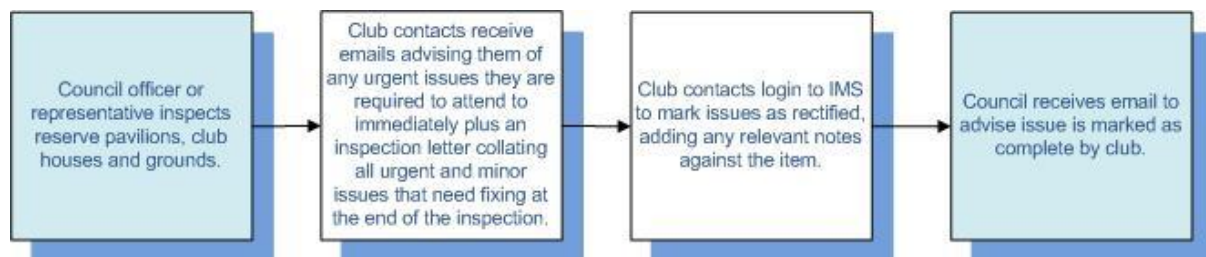 Council officer or
representative inspects
reserve pavilions, club
houses and grounds.
Club contacts receive
emails advising them of
any urgent issues they are
required to attend to
immediately plus an
inspection letter collating
all urgent and minor
issues that need fixing at
the end of the inspection.
Club contacts login to IMS
to mark issues as rectified,
adding any relevant notes
against the item.
Council receives email to
advise issue is marked as
complete by club.